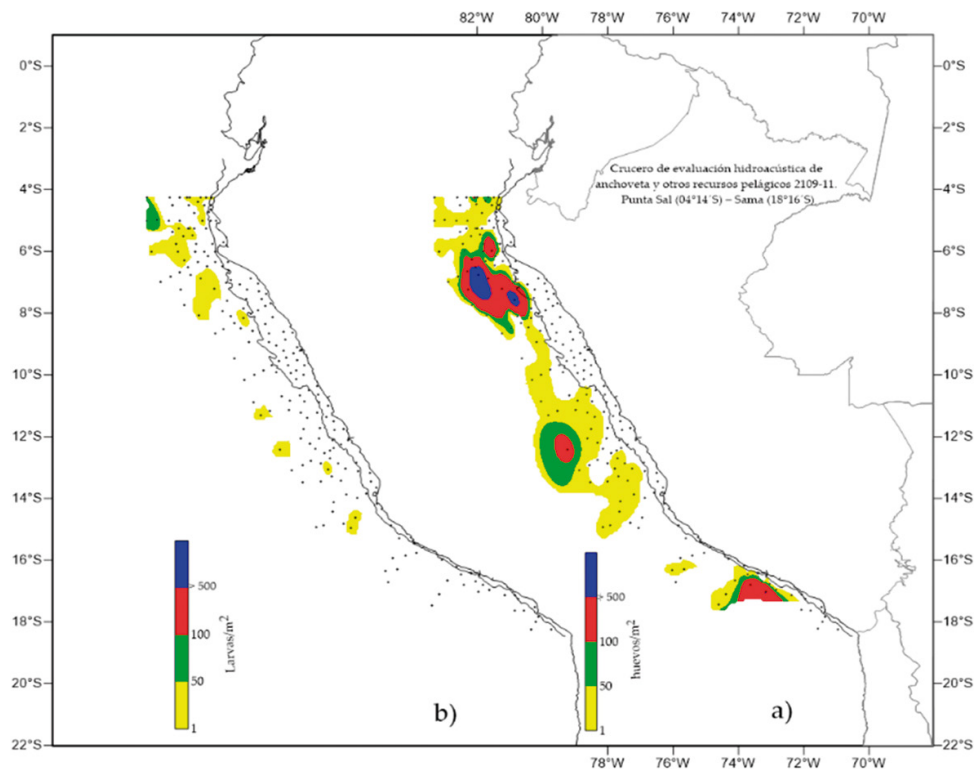 82°W 80°W 78°W 76°W 74°W 72°W 70°W
0°S 0°S
2°S 2°S
Crucero de evaluación hidroacústica de
anchoveta y otros recursos pelágicos 2109-11.
Punta Sal (04°14´S) – Sama (18°16´S)
4°S 4°S
6°S 6°S
8°S 8°S
10°S 10°S
12°S 12°S
14°S 14°S
16°S 16°S
18°S 18°S
20°S 20°S
22°S 22°S
> 500
100
50
1
Larvas/m²
b)
> 500
100
50
1
huevos/m²
a)
78°W 76°W 74°W 72°W 70°W